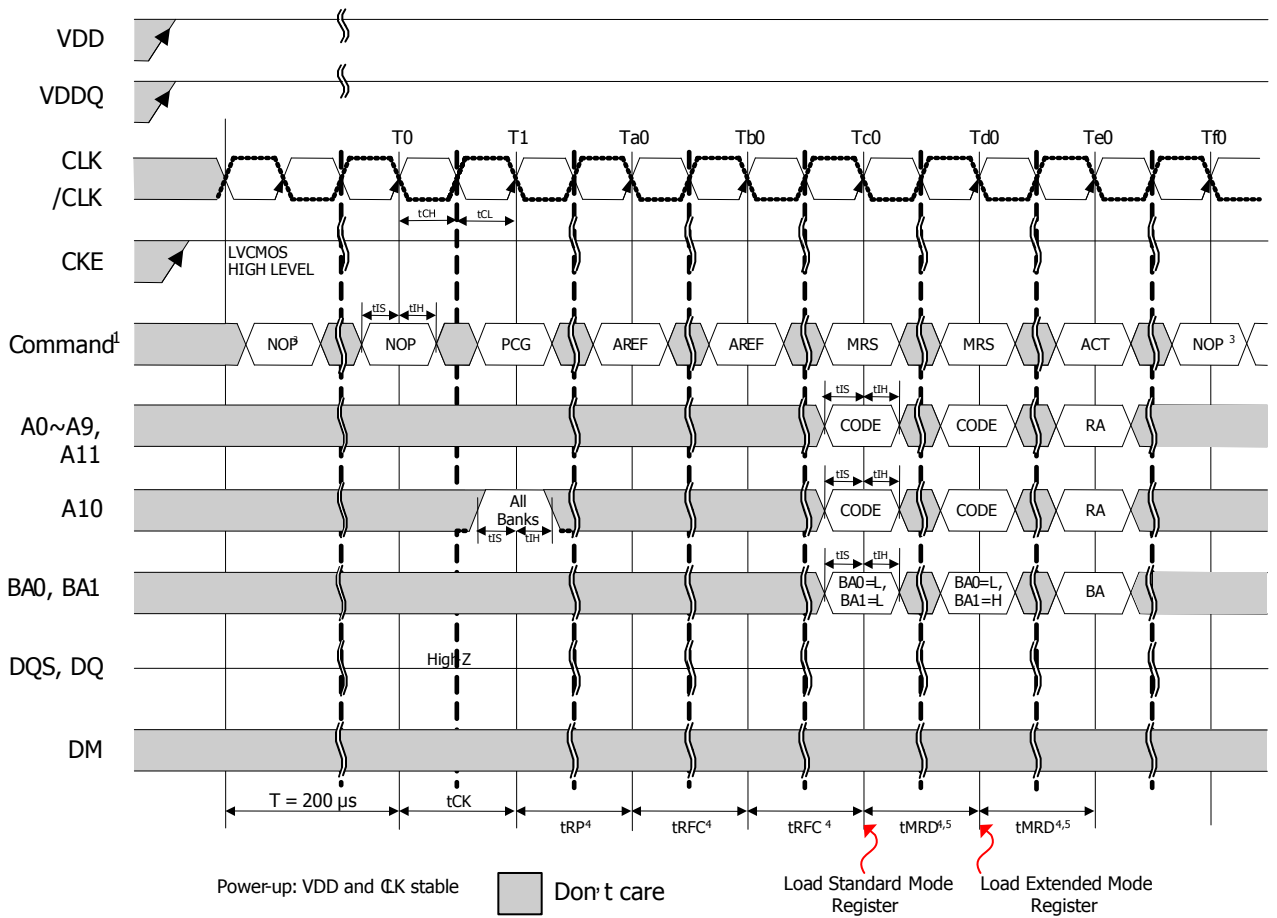 VDD
VDDQ
T0 T1 Ta0 Tb0 Tc0 Td0 Te0 Tf0
CLK
/CLK
tCH tCL
CKE
LVCMOS
HIGH LEVEL
tIS tIH
Command1 NOP3 NOP PCG AREF AREF MRS MRS ACT NOP 3
tIS tIH
A0~A9,
A11
CODE CODE RA
tIS tIH
A10
All
Banks
CODE CODE RA
tIS tIH
tIS tIH
BA0, BA1
BA0=L,
BA1=L
BA0=L,
BA1=H
BA
DQS, DQ
High-Z
DM
T = 200 µs tCK
tRP4 tRFC4 tRFC 4 tMRD4,5 tMRD4,5
Power-up: VDD and CLK stable
Don't care
Load Standard Mode
Register
Load Extended Mode
Register